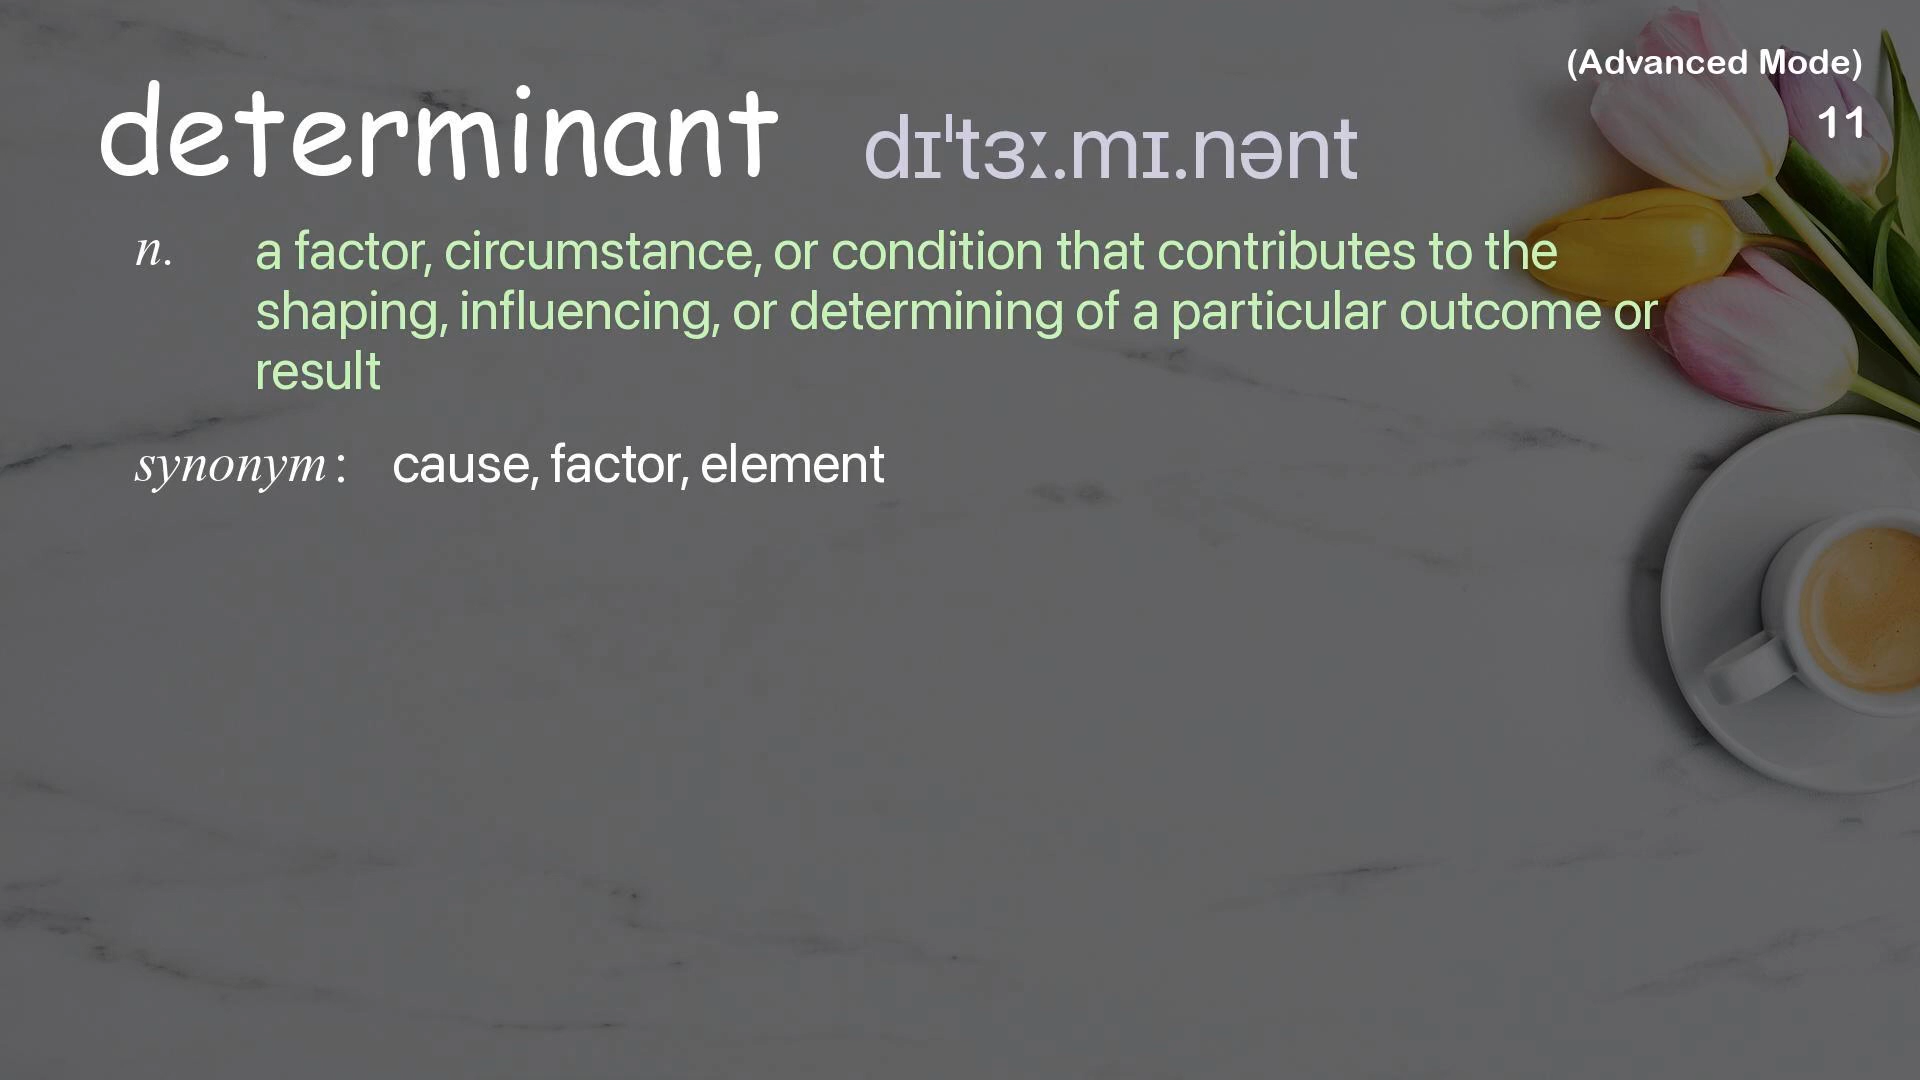 (Advanced Mode)
11
determinant dɪˈtɜː.mɪ.nənt
n. a factor, circumstance, or condition that contributes to the
shaping, influencing, or determining of a particular outcome or
result
synonym : cause, factor, element